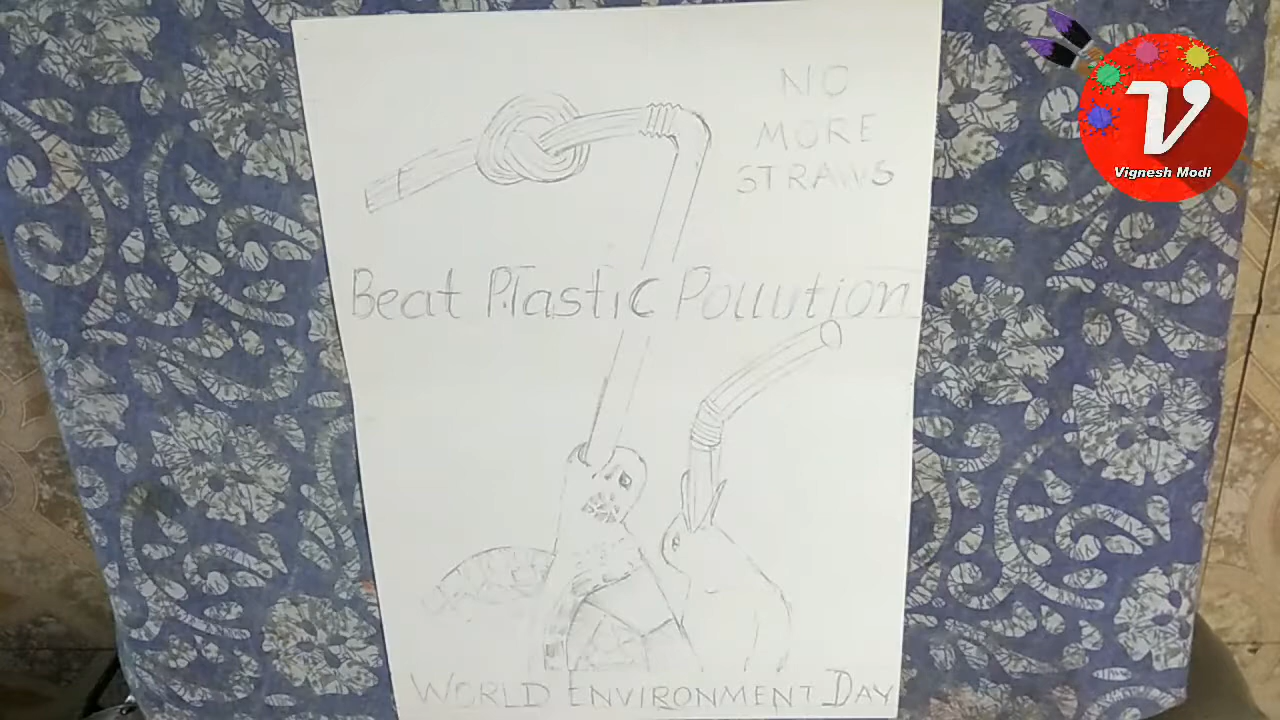 NO
MORE
STRAWS
Beat Plastic Pollution
WORLD ENVIRONMENT DAY
V
Vignesh Modi